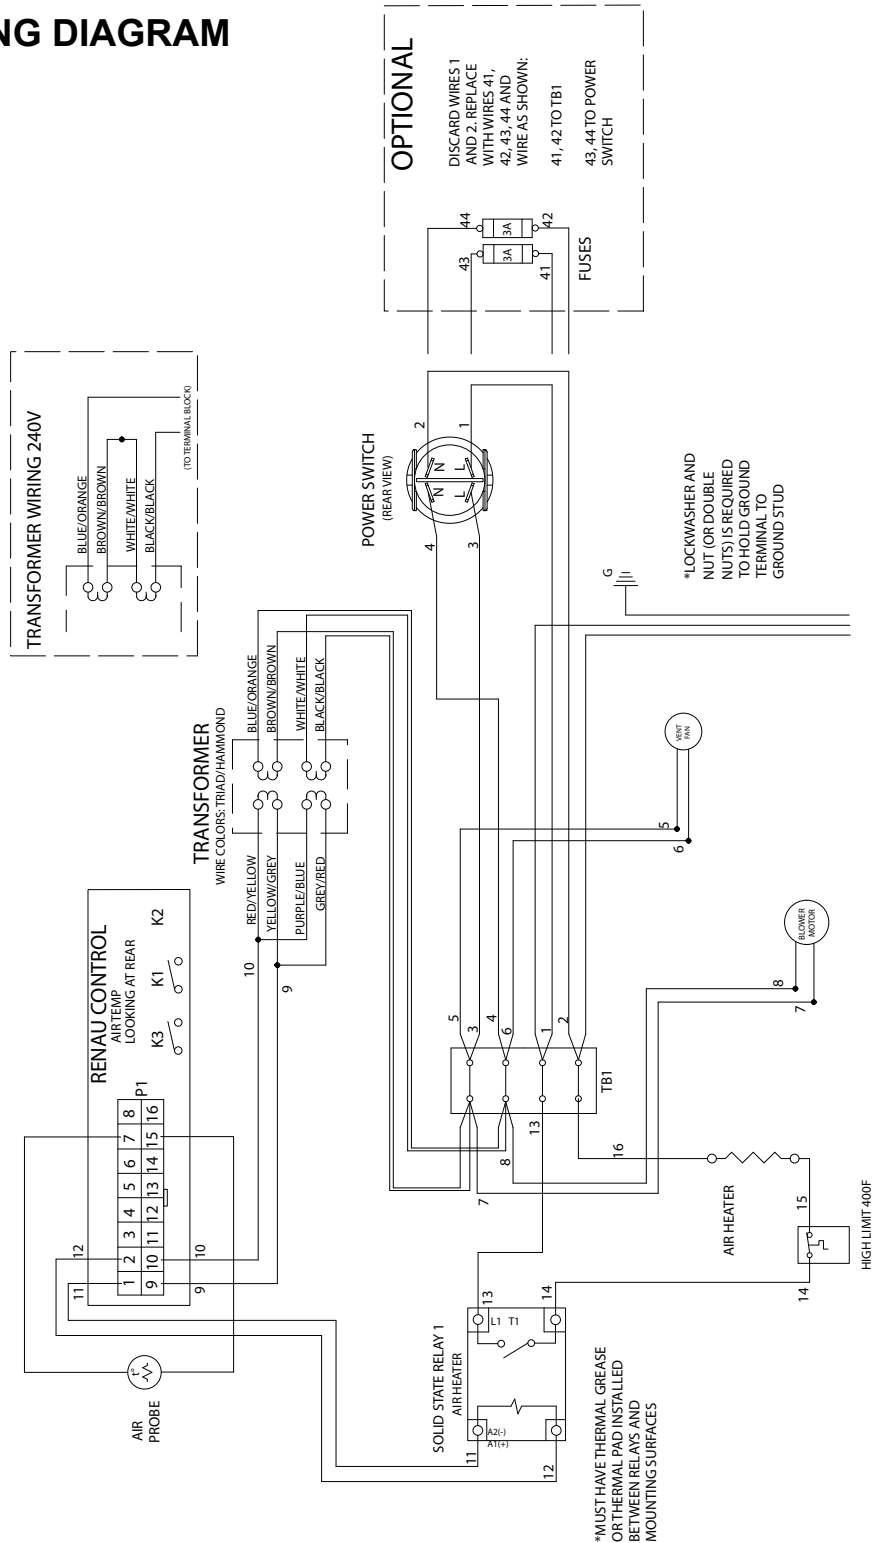 NG DIAGRAM
OPTIONAL
DISCARD WIRES 1
AND 2. REPLACE
WITH WIRES 41,
42, 43, 44 AND
WIRE AS SHOWN:
41, 42 TO TB1
43, 44 TO POWER
SWITCH
44
43
3A
3A
42
41
FUSES
TRANSFORMER WIRING 240V
BLUE/ORANGE
BROWN/BROWN
WHITE/WHITE
BLACK/BLACK
(TO TERMINAL BLOCK)
POWER SWITCH
(REAR VIEW)
2
1
N
N
L
L
4
3
G
*LOCKWASHER AND
NUT (OR DOUBLE
NUTS) IS REQUIRED
TO HOLD GROUND
TERMINAL TO
GROUND STUD
TRANSFORMER
WIRE COLORS: TRIAD/HAMMOND
BLUE/ORANGE
BROWN/BROWN
WHITE/WHITE
BLACK/BLACK
RED/YELLOW
YELLOW/GREY
PURPLE/BLUE
GREY/RED
10
9
VENT
FAN
5
6
BLOWER
MOTOR
8
7
RENAU CONTROL
AIR TEMP
LOOKING AT REAR
K3
K1
K2
P1
1 2 3 4 5 6 7 8
9 10 11 12 13 14 15 16
11
12
9
10
AIR
PROBE
t°
5
3
4
6
1
2
TB1
7
8
13
16
AIR HEATER
15
HIGH LIMIT 400F
14
SOLID STATE RELAY 1
AIR HEATER
13
14
L1 T1
A2(-)
A1(+)
11
12
*MUST HAVE THERMAL GREASE
OR THERMAL PAD INSTALLED
BETWEEN RELAYS AND
MOUNTING SURFACES